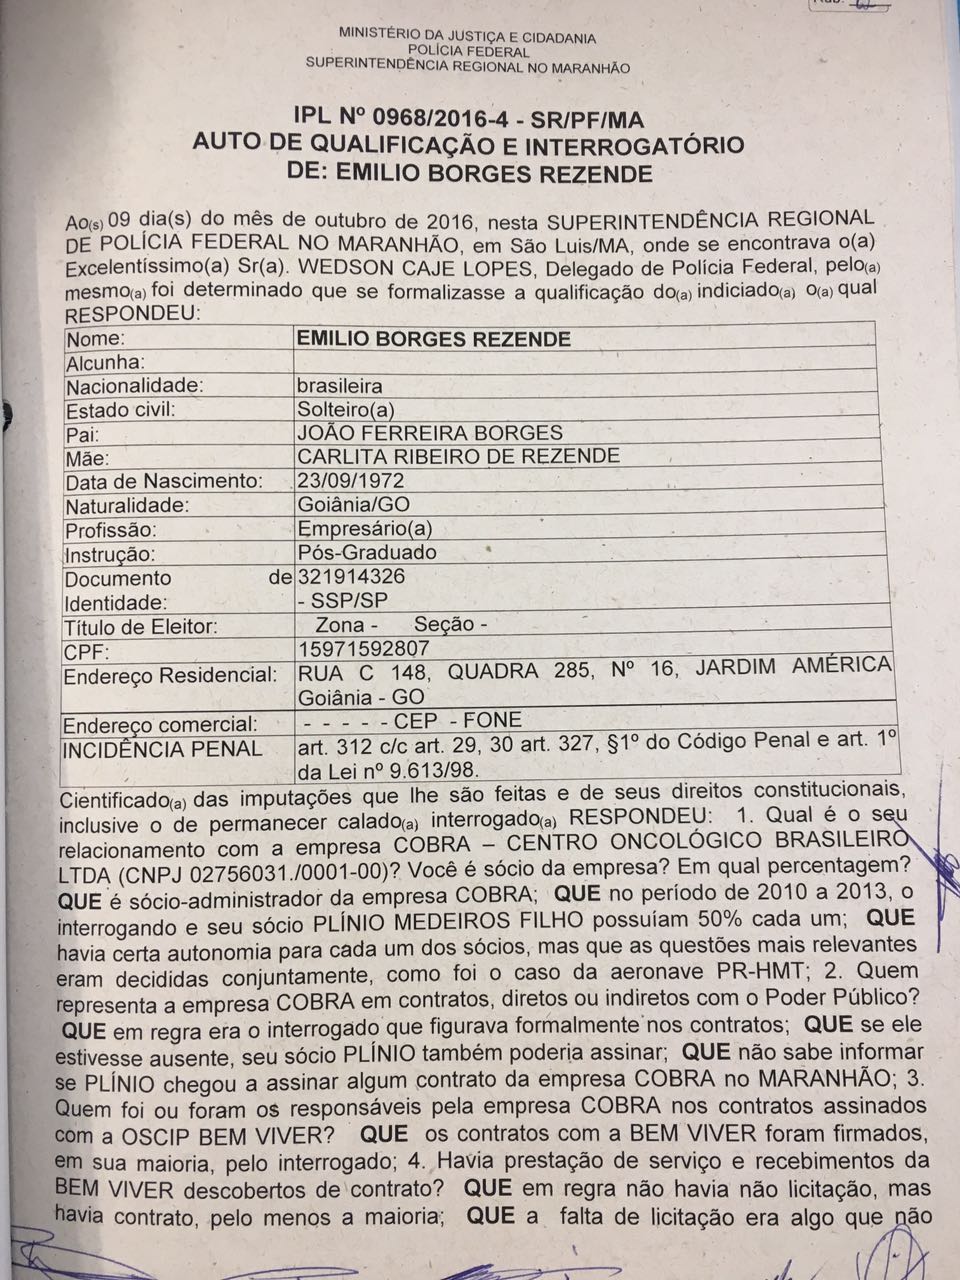 MINISTÉRIO DA JUSTIÇA E CIDADANIA
POLÍCIA FEDERAL
SUPERINTENDÊNCIA REGIONAL NO MARANHÃO
IPL Nº 0968/2016-4 - SR/PF/MA
AUTO DE QUALIFICAÇÃO E INTERROGATÓRIO
DE: EMILIO BORGES REZENDE
Ao(s) 09 dia(s) do mês de outubro de 2016, nesta SUPERINTENDÊNCIA REGIONAL
DE POLÍCIA FEDERAL NO MARANHÃO, em São Luis/MA, onde se encontrava o(a)
Excelentíssimo(a) Sr(a). WEDSON CAJE LOPES, Delegado de Polícia Federal, pelo(a)
mesmo(a) foi determinado que se formalizasse a qualificação do(a) indiciado(a) o(a) qual
RESPONDEU:
Nome: EMILIO BORGES REZENDE
Alcunha:
Nacionalidade: brasileira
Estado civil: Solteiro(a)
Pai: JOÃO FERREIRA BORGES
Mãe: CARLITA RIBEIRO DE REZENDE
Data de Nascimento: 23/09/1972
Naturalidade: Goiânia/GO
Profissão: Empresário(a)
Instrução: Pós-Graduado
Documento de 321914326
Identidade: - SSP/SP
Título de Eleitor: Zona - Seção -
CPF: 15971592807
Endereço Residencial: RUA C 148, QUADRA 285, Nº 16, JARDIM AMÉRICA
Goiânia - GO
Endereço comercial: - - - - - CEP - FONE
INCIDÊNCIA PENAL art. 312 c/c art. 29, 30 art. 327, §1º do Código Penal e art. 1º
da Lei nº 9.613/98.
Cientificado(a) das imputações que lhe são feitas e de seus direitos constitucionais,
inclusive o de permanecer calado(a) interrogado(a) RESPONDEU: 1. Qual é o seu
relacionamento com a empresa COBRA – CENTRO ONCOLÓGICO BRASILEIRO
LTDA (CNPJ 02756031./0001-00)? Você é sócio da empresa? Em qual percentagem?
QUE é sócio-administrador da empresa COBRA; QUE no período de 2010 a 2013, o
interrogando e seu sócio PLÍNIO MEDEIROS FILHO possuíam 50% cada um; QUE
havia certa autonomia para cada um dos sócios, mas que as questões mais relevantes
eram decididas conjuntamente, como foi o caso da aeronave PR-HMT; 2. Quem
representa a empresa COBRA em contratos, diretos ou indiretos com o Poder Público?
QUE em regra era o interrogado que figurava formalmente nos contratos; QUE se ele
estivesse ausente, seu sócio PLÍNIO também poderia assinar; QUE não sabe informar
se PLÍNIO chegou a assinar algum contrato da empresa COBRA no MARANHÃO; 3.
Quem foi ou foram os responsáveis pela empresa COBRA nos contratos assinados
com a OSCIP BEM VIVER? QUE os contratos com a BEM VIVER foram firmados,
em sua maioria, pelo interrogado; 4. Havia prestação de serviço e recebimentos da
BEM VIVER descobertos de contrato? QUE em regra não havia não licitação, mas
havia contrato, pelo menos a maioria; QUE a falta de licitação era algo que não